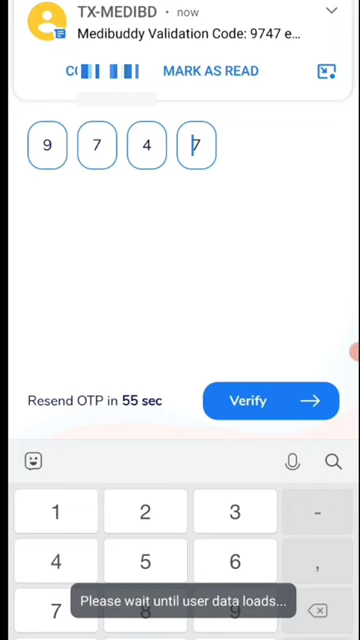 TX-MEDIBD • now
Medibuddy Validation Code: 9747 e...
MARK AS READ
9 7 4 7
Resend OTP in 55 sec
Verify
1 2 3 -
4 5 6 ,
Please wait until user data loads...
7 8 9